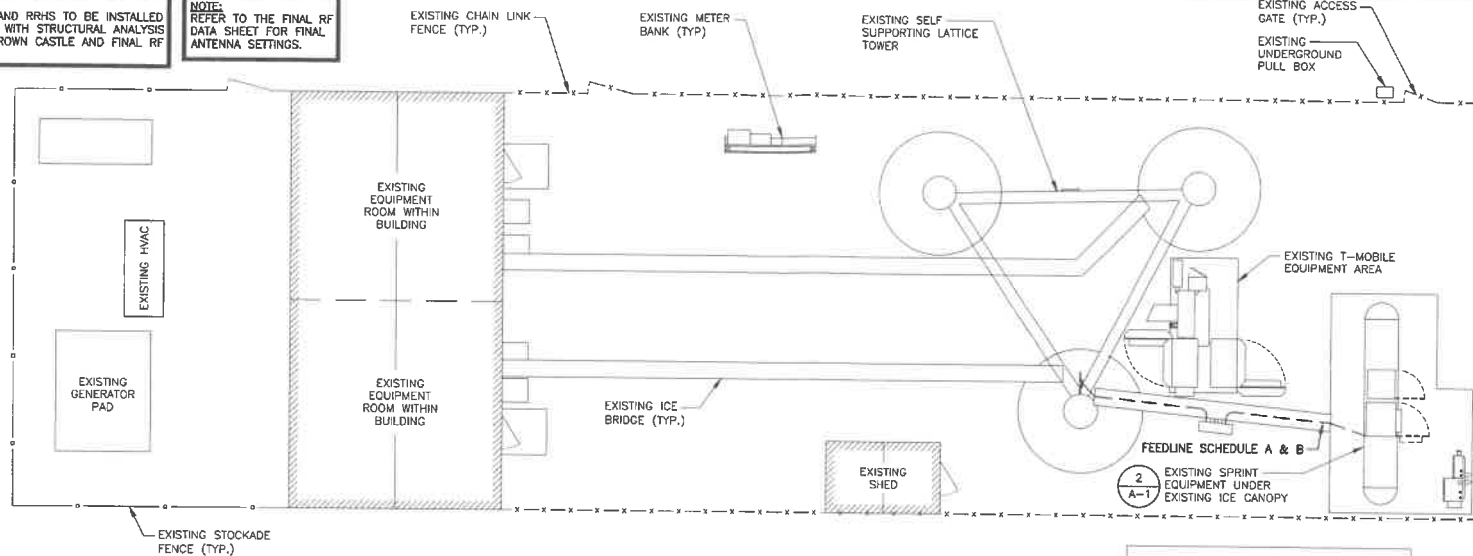 AND RRHS TO BE INSTALLED
WITH STRUCTURAL ANALYSIS
ROWN CASTLE AND FINAL RF
NOTE:
REFER TO THE FINAL RF
DATA SHEET FOR FINAL
ANTENNA SETTINGS.
EXISTING CHAIN LINK
FENCE (TYP.)
EXISTING METER
BANK (TYP)
EXISTING SELF
SUPPORTING LATTICE
TOWER
EXISTING ACCESS
GATE (TYP.)
EXISTING
UNDERGROUND
PULL BOX
EXISTING
EQUIPMENT
ROOM WITHIN
BUILDING
EXISTING HVAC
EXISTING T-MOBILE
EQUIPMENT AREA
EXISTING
GENERATOR
PAD
EXISTING
EQUIPMENT
ROOM WITHIN
BUILDING
EXISTING ICE
BRIDGE (TYP.)
FEEDLINE SCHEDULE A & B
EXISTING
SHED
2
A-1
EXISTING SPRINT
EQUIPMENT UNDER
EXISTING ICE CANOPY
EXISTING STOCKADE
FENCE (TYP.)